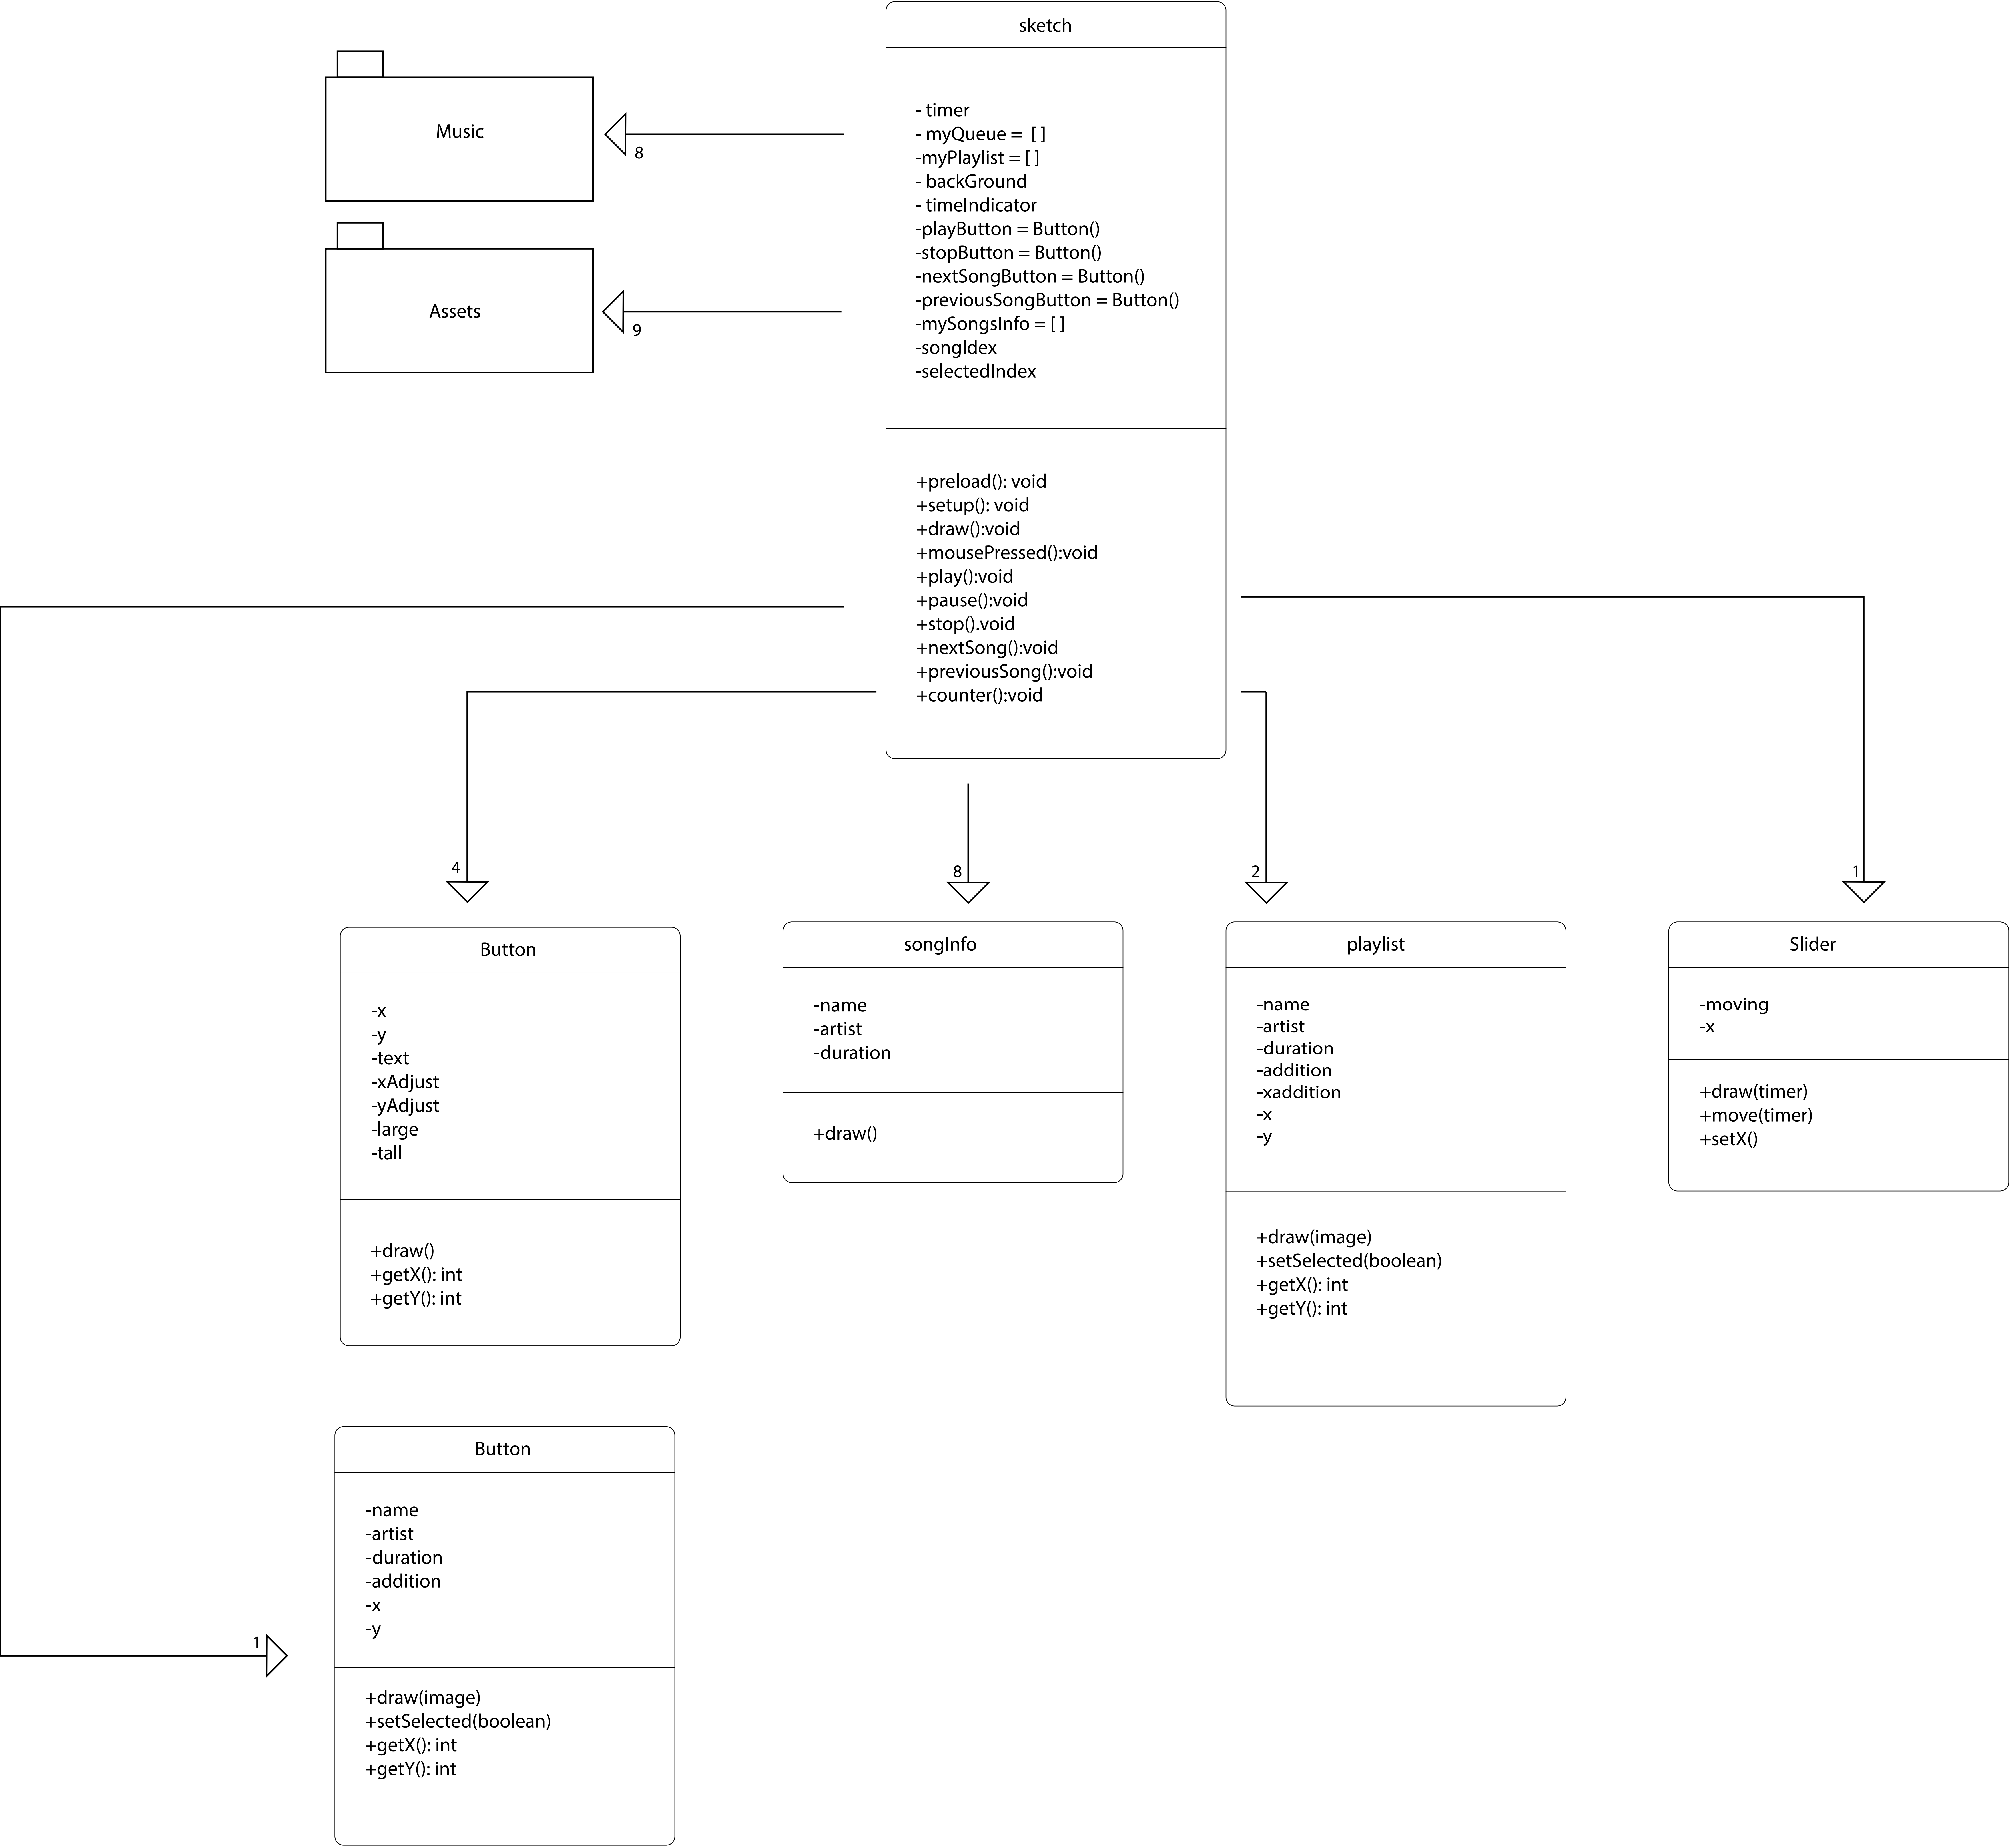 sketch
- timer
- myQueue =  [ ]
-myPlaylist = [ ]
- backGround
- timeIndicator
-playButton = Button()
-stopButton = Button()
-nextSongButton = Button()
-previousSongButton = Button()
-mySongsInfo = [ ]
-songIdex
-selectedIndex
+preload(): void
+setup(): void
+draw():void
+mousePressed():void
+play():void
+pause():void
+stop().void
+nextSong():void
+previousSong():void
+counter():void
Music
8
Assets
9
4
8
2
1
Button
-x
-y
-text
-xAdjust
-yAdjust
-large
-tall
+draw()
+getX(): int
+getY(): int
songInfo
-name
-artist
-duration
+draw()
playlist
-name
-artist
-duration
-addition
-xaddition
-x
-y
+draw(image)
+setSelected(boolean)
+getX(): int
+getY(): int
Slider
-moving
-x
+draw(timer)
+move(timer)
+setX()
1
Button
-name
-artist
-duration
-addition
-x
-y
+draw(image)
+setSelected(boolean)
+getX(): int
+getY(): int